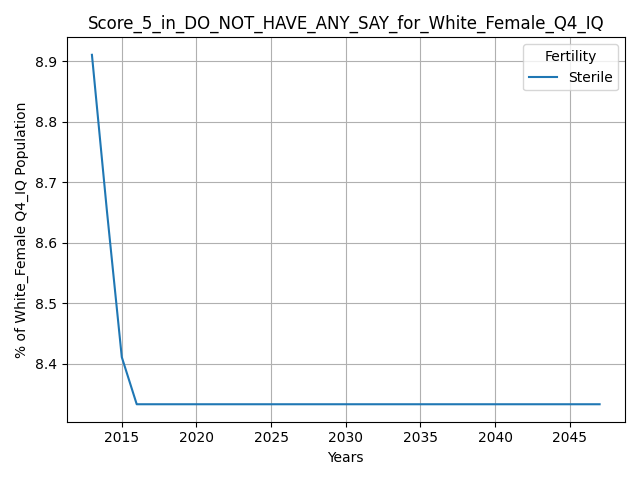 Score_5_in_DO_NOT_HAVE_ANY_SAY_for_White_Female_Q4_IQ
Fertility
Sterile
% of White_Female Q4_IQ Population
8.9
8.8
8.7
8.6
8.5
8.4
2015 2020 2025 2030 2035 2040 2045
Years